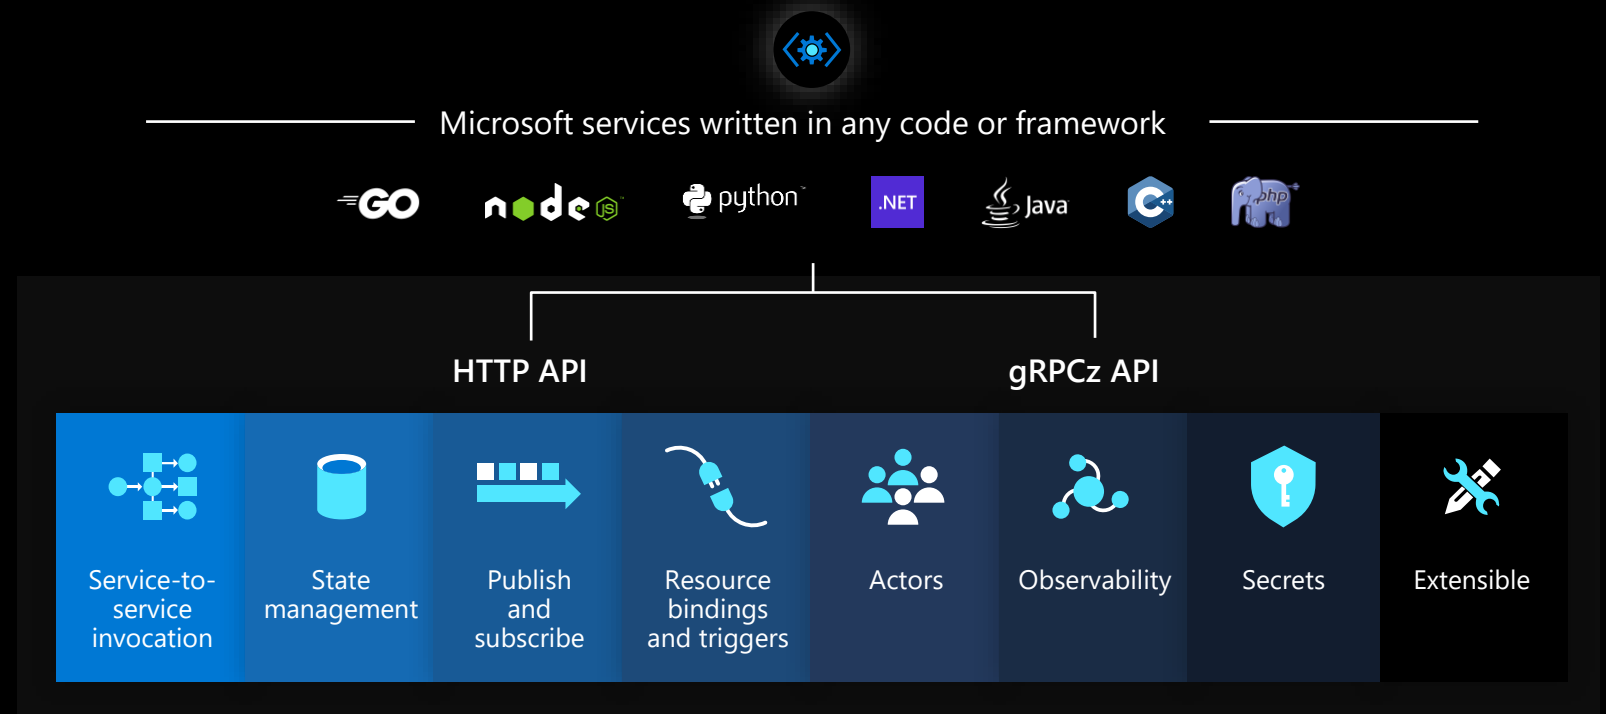 Microsoft services written in any code or framework
GO
node JS
python
.NET
Java
C++
php
HTTP API
gRPCz API
Service-to-
service
invocation
State
management
Publish
and
subscribe
Resource
bindings
and triggers
Actors
Observability
Secrets
Extensible